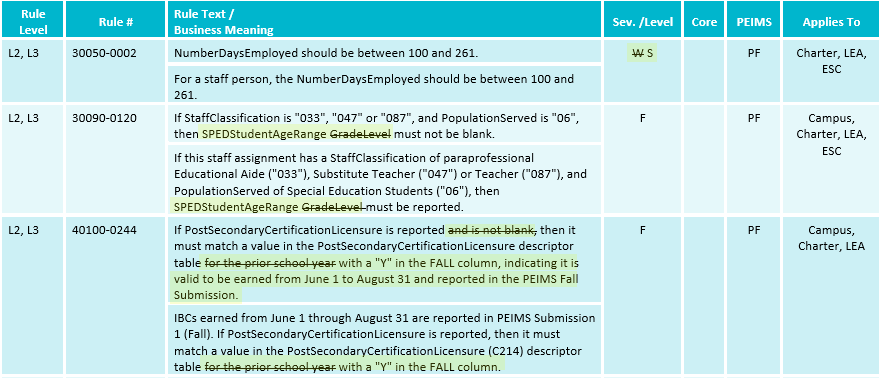 Rule Level Rule # Rule Text / Business Meaning Sev. /Level Core PEIMS Applies To
L2, L3 30050-0002 NumberDaysEmployed should be between 100 and 261. W S PF Charter, LEA, ESC
For a staff person, the NumberDaysEmployed should be between 100 and
261.
L2, L3 30090-0120 If StaffClassification is "033", "047" or "087", and PopulationServed is "06", F PF Campus, Charter, LEA, ESC
then SPEDStudentAgeRange GradeLevel must not be blank.
If this staff assignment has a StaffClassification of paraprofessional
Educational Aide ("033"), Substitute Teacher ("047") or Teacher ("087"), and
PopulationServed of Special Education Students ("06"), then
SPEDStudentAgeRange GradeLevel must be reported.
L2, L3 40100-0244 If PostSecondaryCertificationLicensure is reported and is not blank, then it F PF Campus, Charter, LEA
must match a value in the PostSecondaryCertificationLicensure descriptor
table for the prior school year with a "Y" in the FALL column, indicating it is
valid to be earned from June 1 to August 31 and reported in the PEIMS Fall
Submission.
IBCs earned from June 1 through August 31 are reported in PEIMS Submission
1 (Fall). If PostSecondaryCertificationLicensure is reported, then it must
match a value in the PostSecondaryCertificationLicensure (C214) descriptor
table for the prior school year with a "Y" in the FALL column.